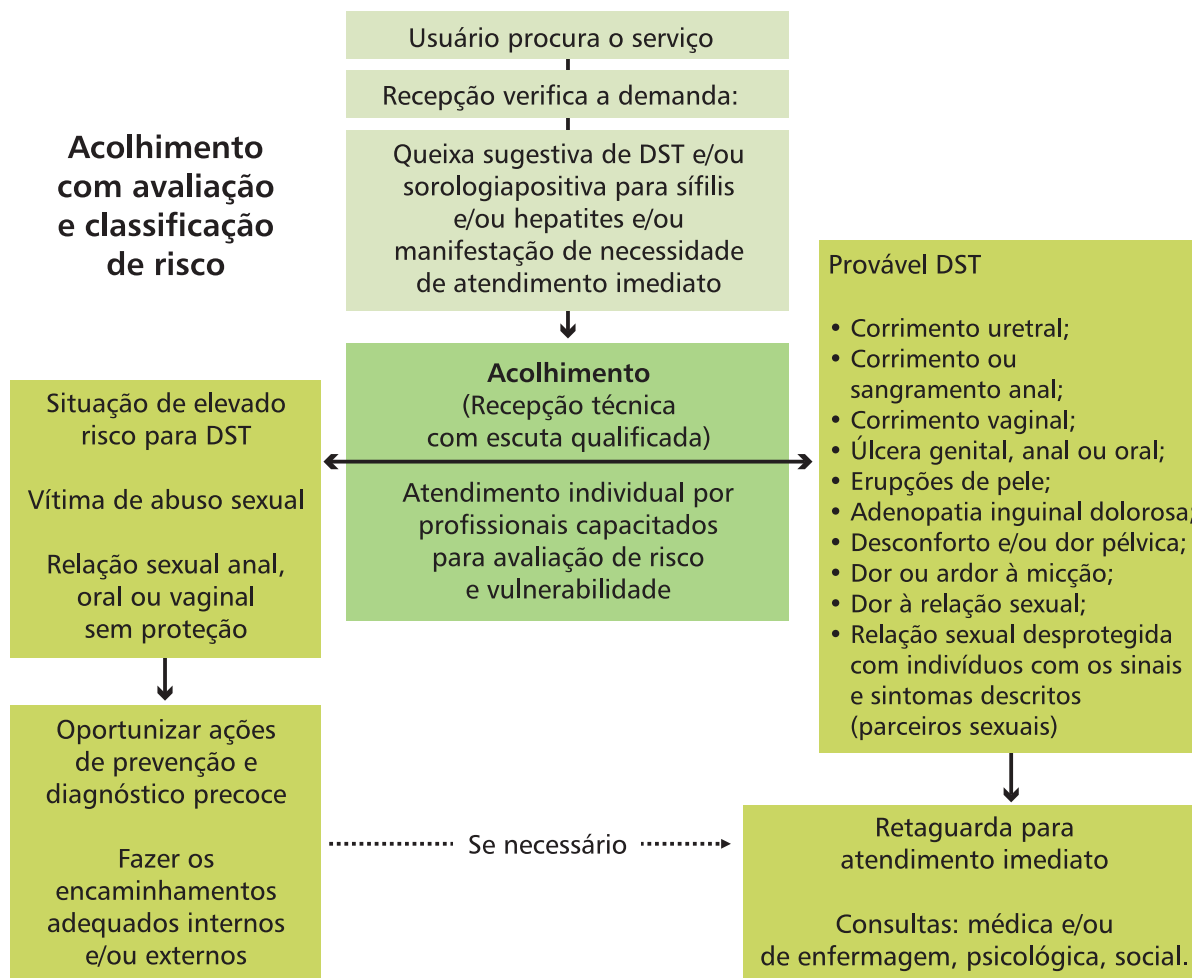 Acolhimento
com avaliação
e classificação
de risco
Usuário procura o serviço
Recepção verifica a demanda:
Queixa sugestiva de DST e/ou
sorologiapositiva para sífilis
e/ou hepatites e/ou
manifestação de necessidade
de atendimento imediato
Acolhimento
(Recepção técnica
com escuta qualificada)
Atendimento individual por
profissionais capacitados
para avaliação de risco
e vulnerabilidade
Situação de elevado
risco para DST
Vítima de abuso sexual
Relação sexual anal,
oral ou vaginal
sem proteção
Oportunizar ações
de prevenção e
diagnóstico precoce
Fazer os
encaminhamentos
adequados internos
e/ou externos
Se necessário
Provável DST
• Corrimento uretral;
• Corrimento ou
sangramento anal;
• Corrimento vaginal;
• Úlcera genital, anal ou oral;
• Erupções de pele;
• Adenopatia inguinal dolorosa;
• Desconforto e/ou dor pélvica;
• Dor ou ardor à micção;
• Dor à relação sexual;
• Relação sexual desprotegida
com indivíduos com os sinais
e sintomas descritos
(parceiros sexuais)
Retaguarda para
atendimento imediato
Consultas: médica e/ou
de enfermagem, psicológica, social.